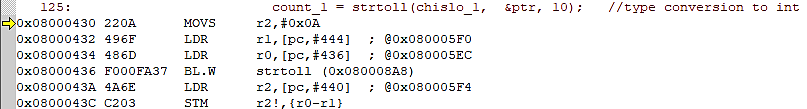 125:                 count_l = strtoll(chislo_l,  &ptr, 10);   //type conversion to int
0x08000430 220A      MOVS     r2,#0x0A
0x08000432 496F      LDR      r1,[pc,#444]  ; @0x080005F0
0x08000434 486D      LDR      r0,[pc,#436]  ; @0x080005EC
0x08000436 F000FA37  BL.W     strtoll (0x080008A8)
0x0800043A 4A6E      LDR      r2,[pc,#440]  ; @0x080005F4
0x0800043C C203      STM      r2!,{r0-r1}